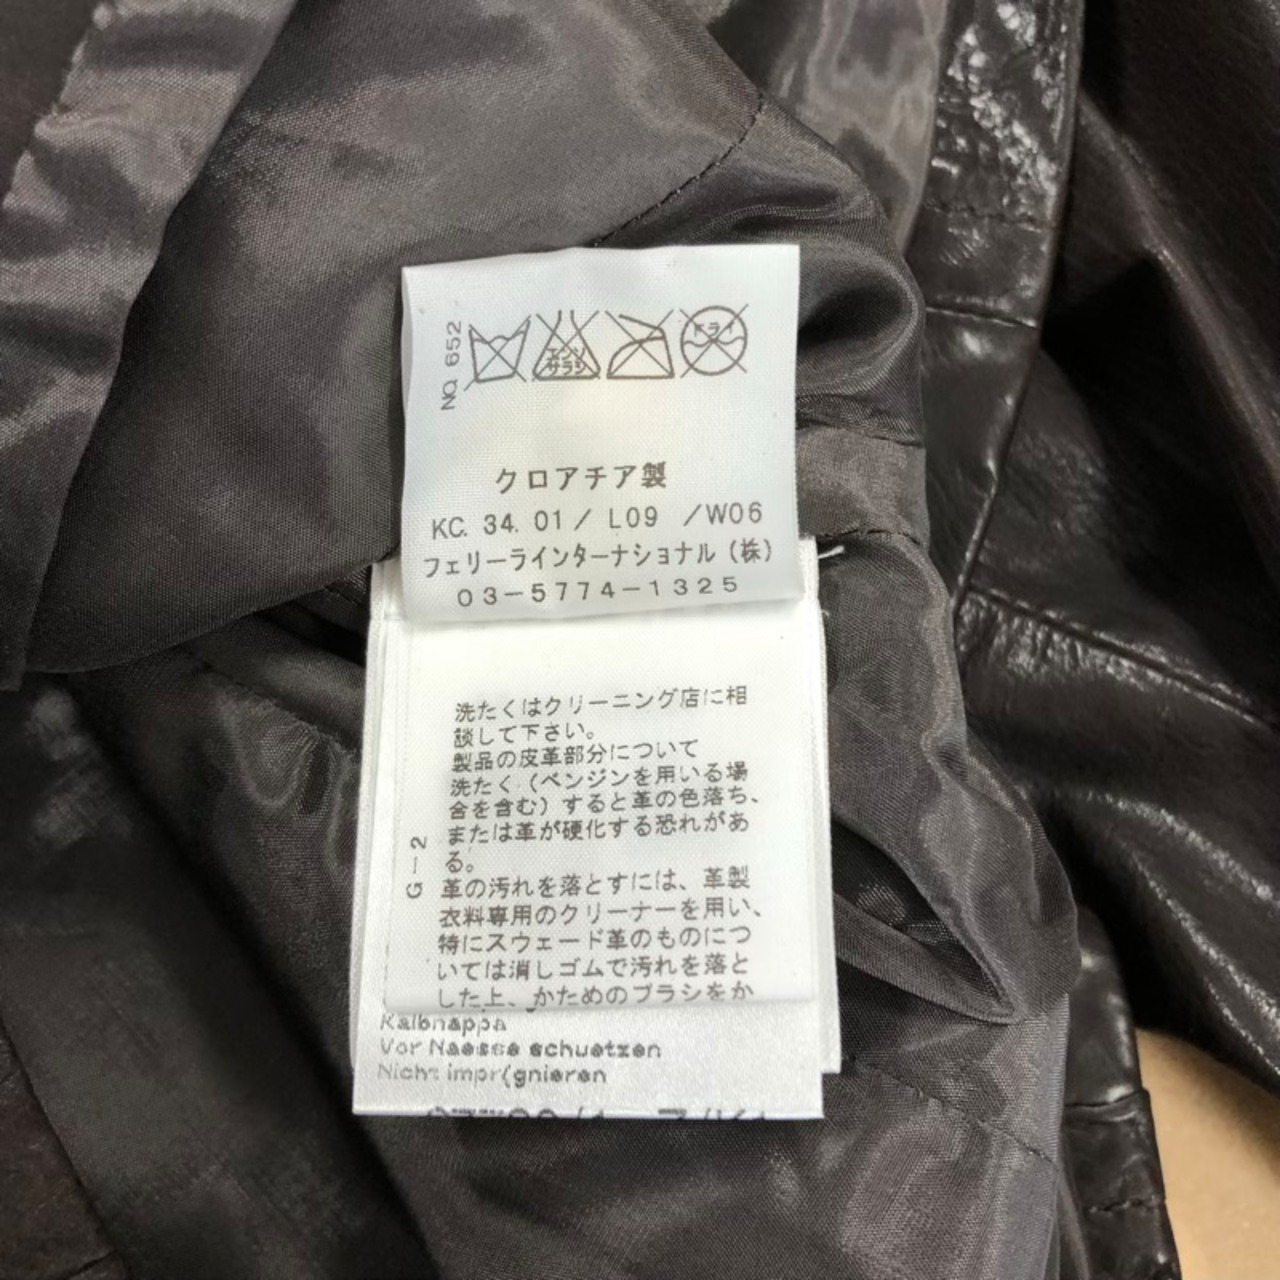 NO 652
エンソ
サラシ
ドライ
クロアチア製
KC. 34. 01 / L09 /W06
フェリーラインターナショナル（株）
03-5774-1325
洗たくはクリーニング店に相
談して下さい。
製品の皮革部分について
洗たく（ベンジンを用いる場
合を含む）すると革の色落ち、
または革が硬化する恐れがあ
る。
G-2
革の汚れを落とすには、革製
衣料専用のクリーナーを用い、
特にスウェード革のものにつ
いては消しゴムで汚れを落と
した上、かためのブラシをか
Kalbnappa
Vor Naesse schuetzen
Nicht impr(gnieren